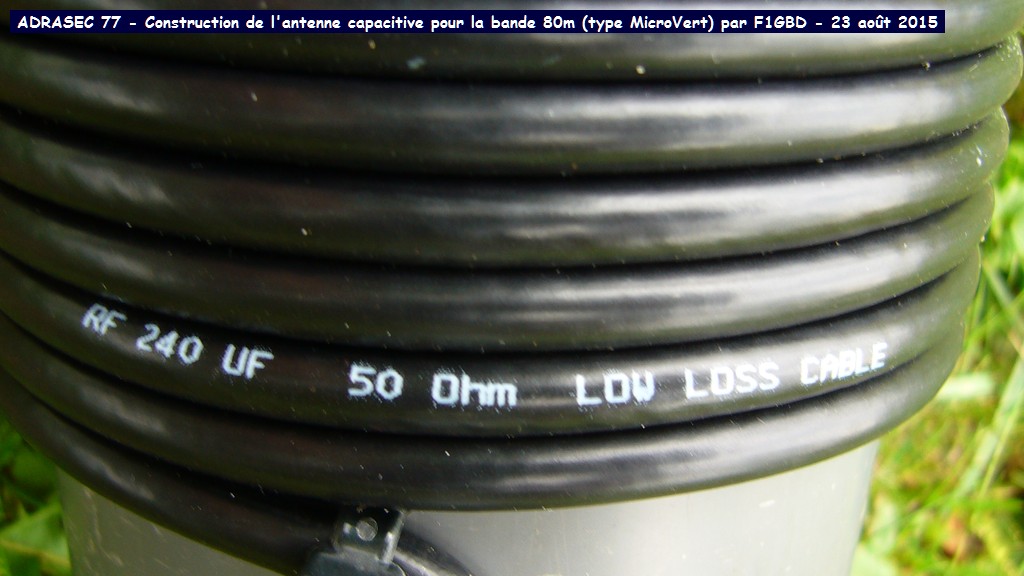 ADRASEC 77 - Construction de l'antenne capacitive pour la bande 80m (type MicroVert) par F1GBD - 23 août 2015
RF 240 UF 50 Ohm LOW LOSS CABLE